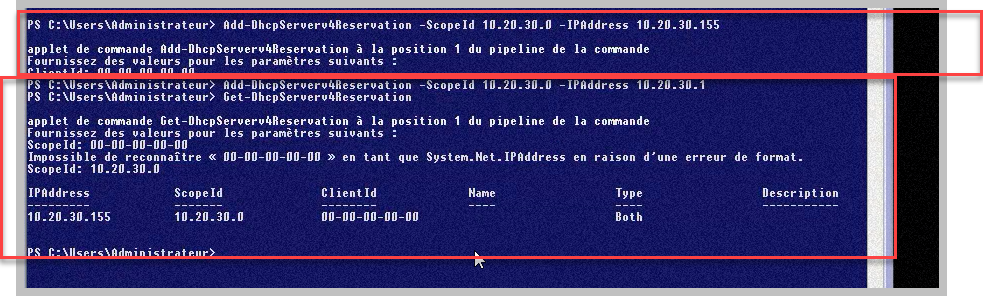 PS C:\Users\Administrateur> Add-DhcpServerv4Reservation -ScopeId 10.20.30.0 -IPAddress 10.20.30.155
applet de commande Add-DhcpServerv4Reservation à la position 1 du pipeline de la commande
Fournissez des valeurs pour les paramètres suivants :
ClientId: 00-00-00-00-00
PS C:\Users\Administrateur> Add-DhcpServerv4Reservation -ScopeId 10.20.30.0 -IPAddress 10.20.30.1
PS C:\Users\Administrateur> Get-DhcpServerv4Reservation
applet de commande Get-DhcpServerv4Reservation à la position 1 du pipeline de la commande
Fournissez des valeurs pour les paramètres suivants :
ScopeId: 00-00-00-00-00
Impossible de reconnaître « 00-00-00-00-00 » en tant que System.Net.IPAddress en raison d'une erreur de format.
ScopeId: 10.20.30.0
IPAddress ScopeId ClientId Name Type Description
--------- ------- -------- ---- ---- -----------
10.20.30.155 10.20.30.0 00-00-00-00-00 Both
PS C:\Users\Administrateur>